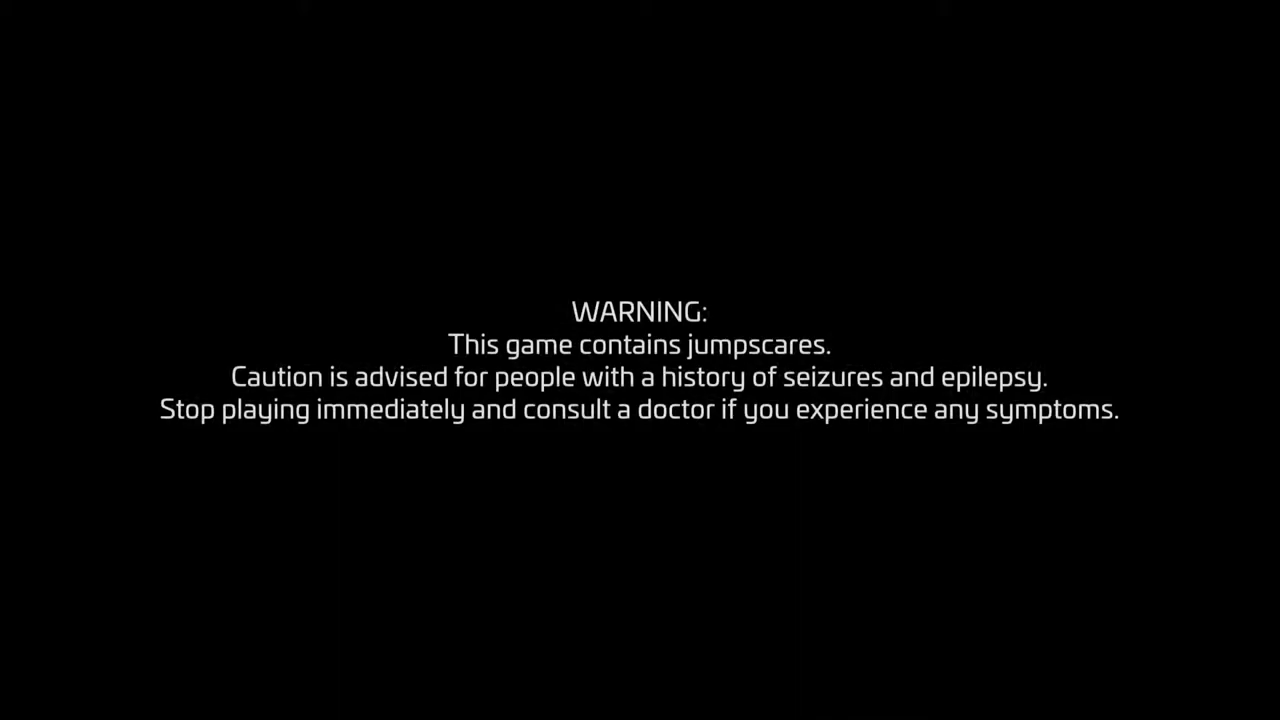 WARNING:
This game contains jumpscares.
Caution is advised for people with a history of seizures and epilepsy.
Stop playing immediately and consult a doctor if you experience any symptoms.